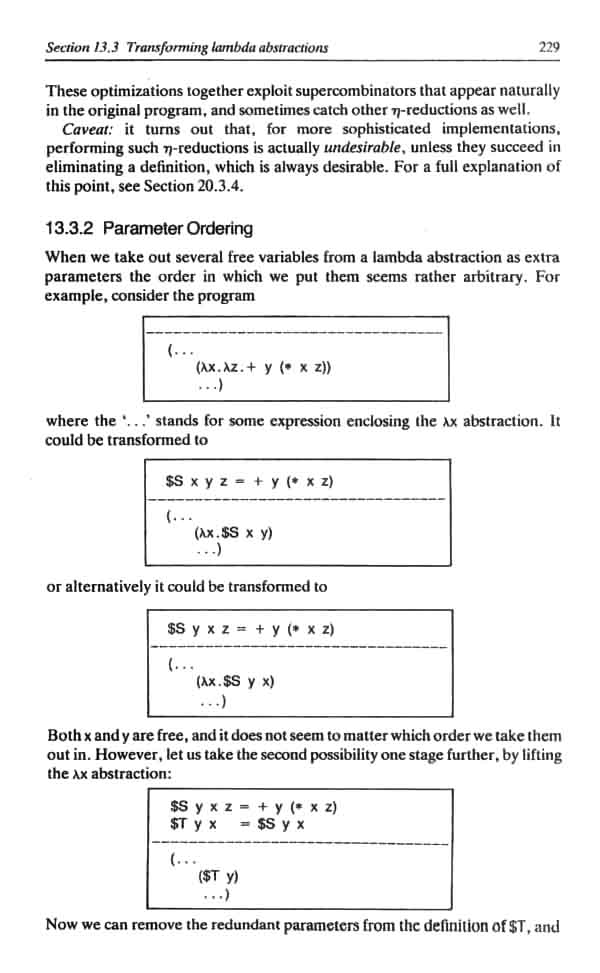 Section 13.3 Transforming lambda abstractions 229
These optimizations together exploit supercombinators that appear naturally
in the original program, and sometimes catch other η-reductions as well.
Caveat: it turns out that, for more sophisticated implementations,
performing such η-reductions is actually undesirable, unless they succeed in
eliminating a definition, which is always desirable. For a full explanation of
this point, see Section 20.3.4.
13.3.2 Parameter Ordering
When we take out several free variables from a lambda abstraction as extra
parameters the order in which we put them seems rather arbitrary. For
example, consider the program
(...
(λx.λz.+ y (* x z))
...)
where the ‘...’ stands for some expression enclosing the λx abstraction. It
could be transformed to
$S x y z = + y (* x z)
(...
(λx.$S x y)
...)
or alternatively it could be transformed to
$S y x z = + y (* x z)
(...
(λx.$S y x)
...)
Both x and y are free, and it does not seem to matter which order we take them
out in. However, let us take the second possibility one stage further, by lifting
the λx abstraction:
$S y x z = + y (* x z)
$T y x = $S y x
(...
($T y)
...)
Now we can remove the redundant parameters from the definition of $T, and